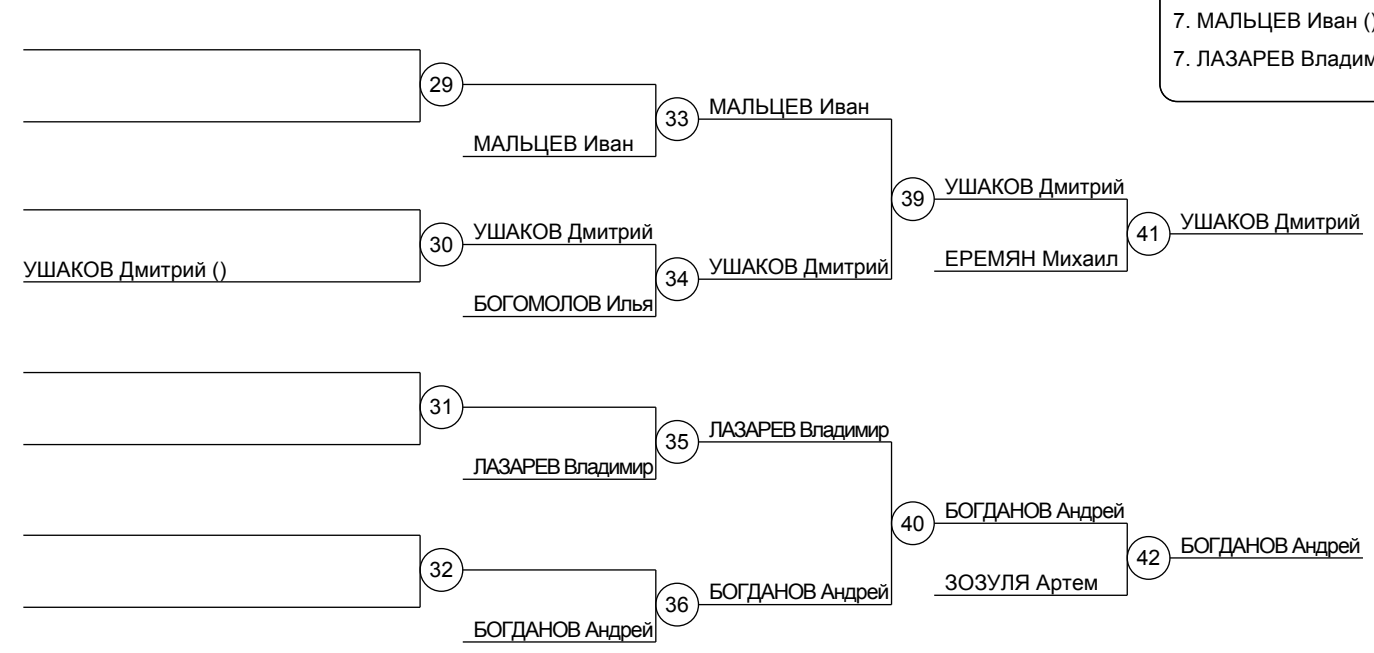 7. МАЛЬЦЕВ Иван ()
7. ЛАЗАРЕВ
29
МАЛЬЦЕВ Иван
33
МАЛЬЦЕВ Иван
39
УШАКОВ Дмитрий
41
УШАКОВ Дмитрий
ЕРЕМЯН Михаил
УШАКОВ Дмитрий ()
30
УШАКОВ Дмитрий
34
УШАКОВ Дмитрий
БОГОМОЛОВ Илья
31
ЛАЗАРЕВ Владимир
35
ЛАЗАРЕВ Владимир
40
БОГДАНОВ Андрей
42
БОГДАНОВ Андрей
ЗОЗУЛЯ Артем
32
БОГДАНОВ Андрей
36
БОГДАНОВ Андрей